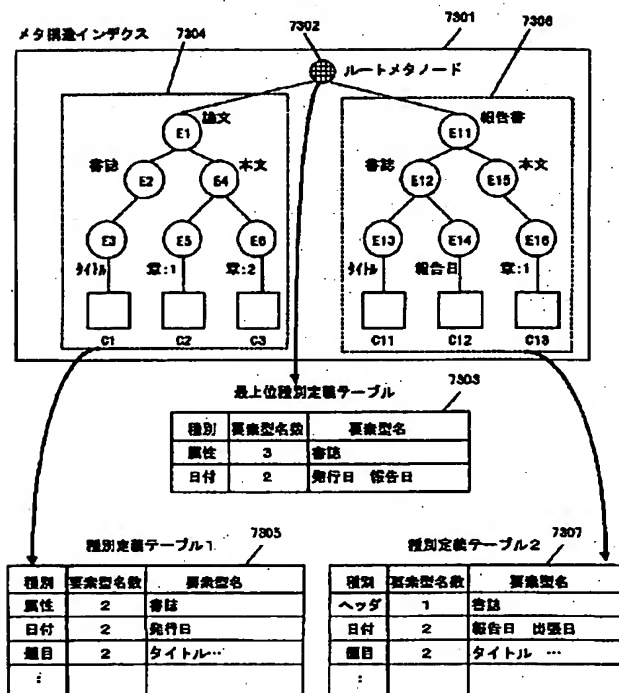 メタ構造インデクス
7304
7302
7301
7306
ルートメタノード
論文
報告書
E1
E11
書誌
本文
書誌
本文
E2
E4
E12
E15
E3
E5
E6
E13
E14
E16
タイトル
章:1
章:2
タイトル
報告日
章:1
C1
C2
C3
C11
C12
C13
最上位種別定義テーブル
7303
種別 要素型名数 要素型名
属性 3 書誌
日付 2 発行日 報告日
種別定義テーブル1
7305
種別定義テーブル2
7307
種別 要素型名数 要素型名
属性 2 書誌
日付 2 発行日
題目 2 タイトル…
:
種別 要素型名数 要素型名
ヘッダ 1 書誌
日付 2 報告日 出張日
題目 2 タイトル …
: